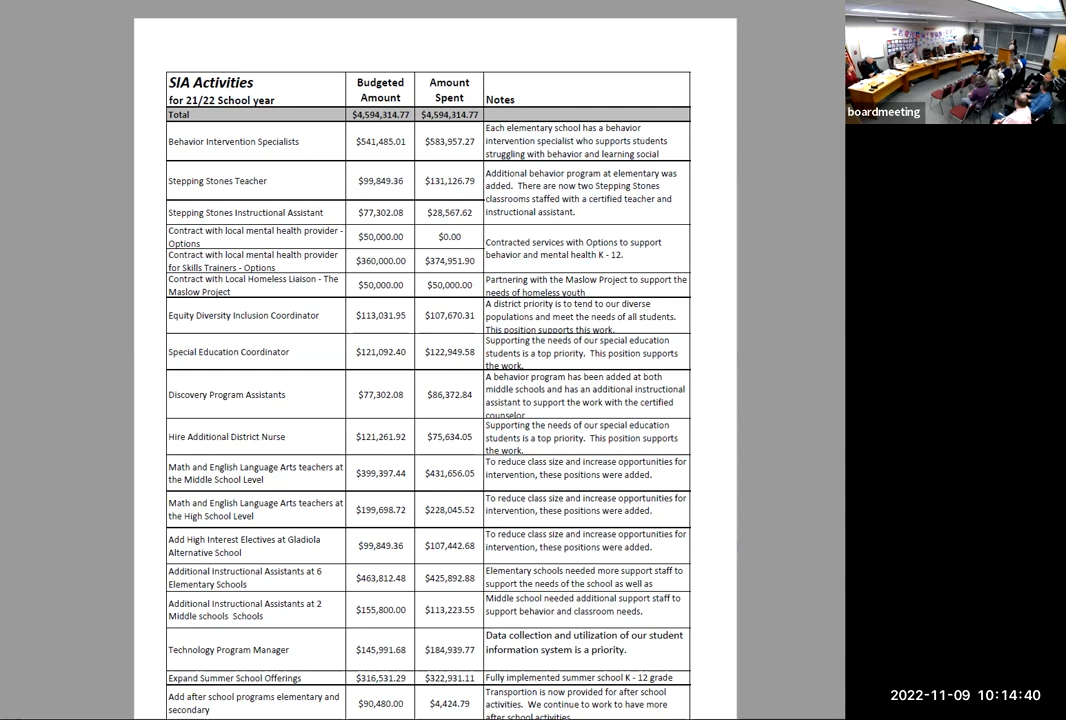 SIA Activities
for 21/22 School year
Budgeted
Amount
Amount
Spent
Notes
Total $4,594,314.77 $4,594,314.77
Behavior Intervention Specialists $541,485.01 $583,957.27
Each elementary school has a behavior
intervention specialist who supports students
struggling with behavior and learning social
Stepping Stones Teacher $99,849.36 $131,126.79
Additional behavior program at elementary was
added. There are now two Stepping Stones
classrooms staffed with a certified teacher and
instructional assistant.
Stepping Stones Instructional Assistant $77,302.08 $28,567.62
Contract with local mental health provider -
Options
$50,000.00 $0.00
Contracted services with Options to support
behavior and mental health K - 12.
Contract with local mental health provider
for Skills Trainers - Options
$360,000.00 $374,951.90
Contract with Local Homeless Liaison - The
Maslow Project
$50,000.00 $50,000.00
Partnering with the Maslow Project to support the
needs of homeless youth
Equity Diversity Inclusion Coordinator $113,031.95 $107,670.31
A district priority is to tend to our diverse
populations and meet the needs of all students.
This position supports this work.
Special Education Coordinator $121,092.40 $122,949.58
Supporting the needs of our special education
students is a top priority. This position supports
the work.
Discovery Program Assistants $77,302.08 $86,372.84
A behavior program has been added at both
middle schools and has an additional instructional
assistant to support the work with the certified
counselor
Hire Additional District Nurse $121,261.92 $75,634.05
Supporting the needs of our special education
students is a top priority. This position supports
the work.
Math and English Language Arts teachers at
the Middle School Level
$399,397.44 $431,656.05
To reduce class size and increase opportunities for
intervention, these positions were added.
Math and English Language Arts teachers at
the High School Level
$199,698.72 $228,045.52
To reduce class size and increase opportunities for
intervention, these positions were added.
Add High Interest Electives at Gladiola
Alternative School
$99,849.36 $107,442.68
To reduce class size and increase opportunities for
intervention, these positions were added.
Additional Instructional Assistants at 6
Elementary Schools
$463,812.48 $425,892.88
Elementary schools needed more support staff to
support the needs of the school as well as
Additional Instructional Assistants at 2
Middle schools Schools
$155,800.00 $113,223.55
Middle school needed additional support staff to
support behavior and classroom needs.
Technology Program Manager $145,991.68 $184,939.77
Data collection and utilization of our student
information system is a priority.
Expand Summer School Offerings $316,531.29 $322,931.11 Fully implemented summer school K - 12 grade
Add after school programs elementary and
secondary
$90,480.00 $4,424.79
Transportion is now provided for after school
activities. We continue to work to have more
after school activities
boardmeeting
2022-11-09 10:14:40